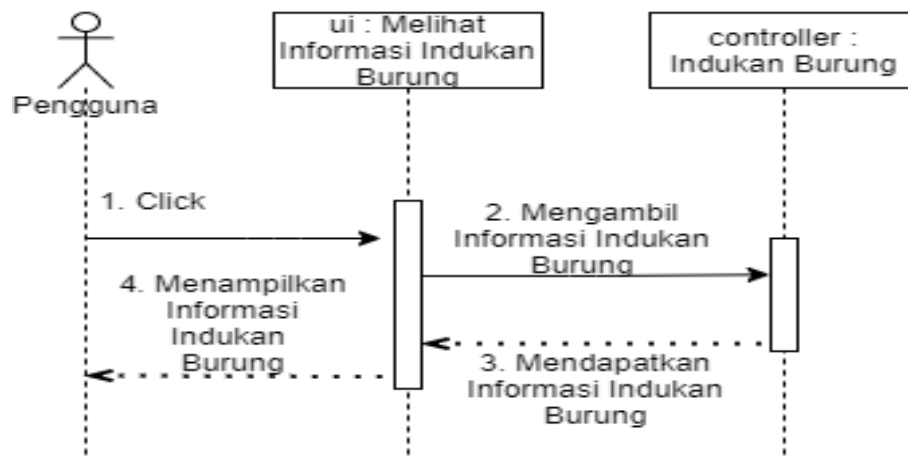 ui : Melihat
Informasi Indukan
Burung
controller :
Indukan Burung
Pengguna
1. Click
2. Mengambil
Informasi Indukan
Burung
4. Menampilkan
Informasi
Indukan
Burung
3. Mendapatkan
Informasi Indukan
Burung